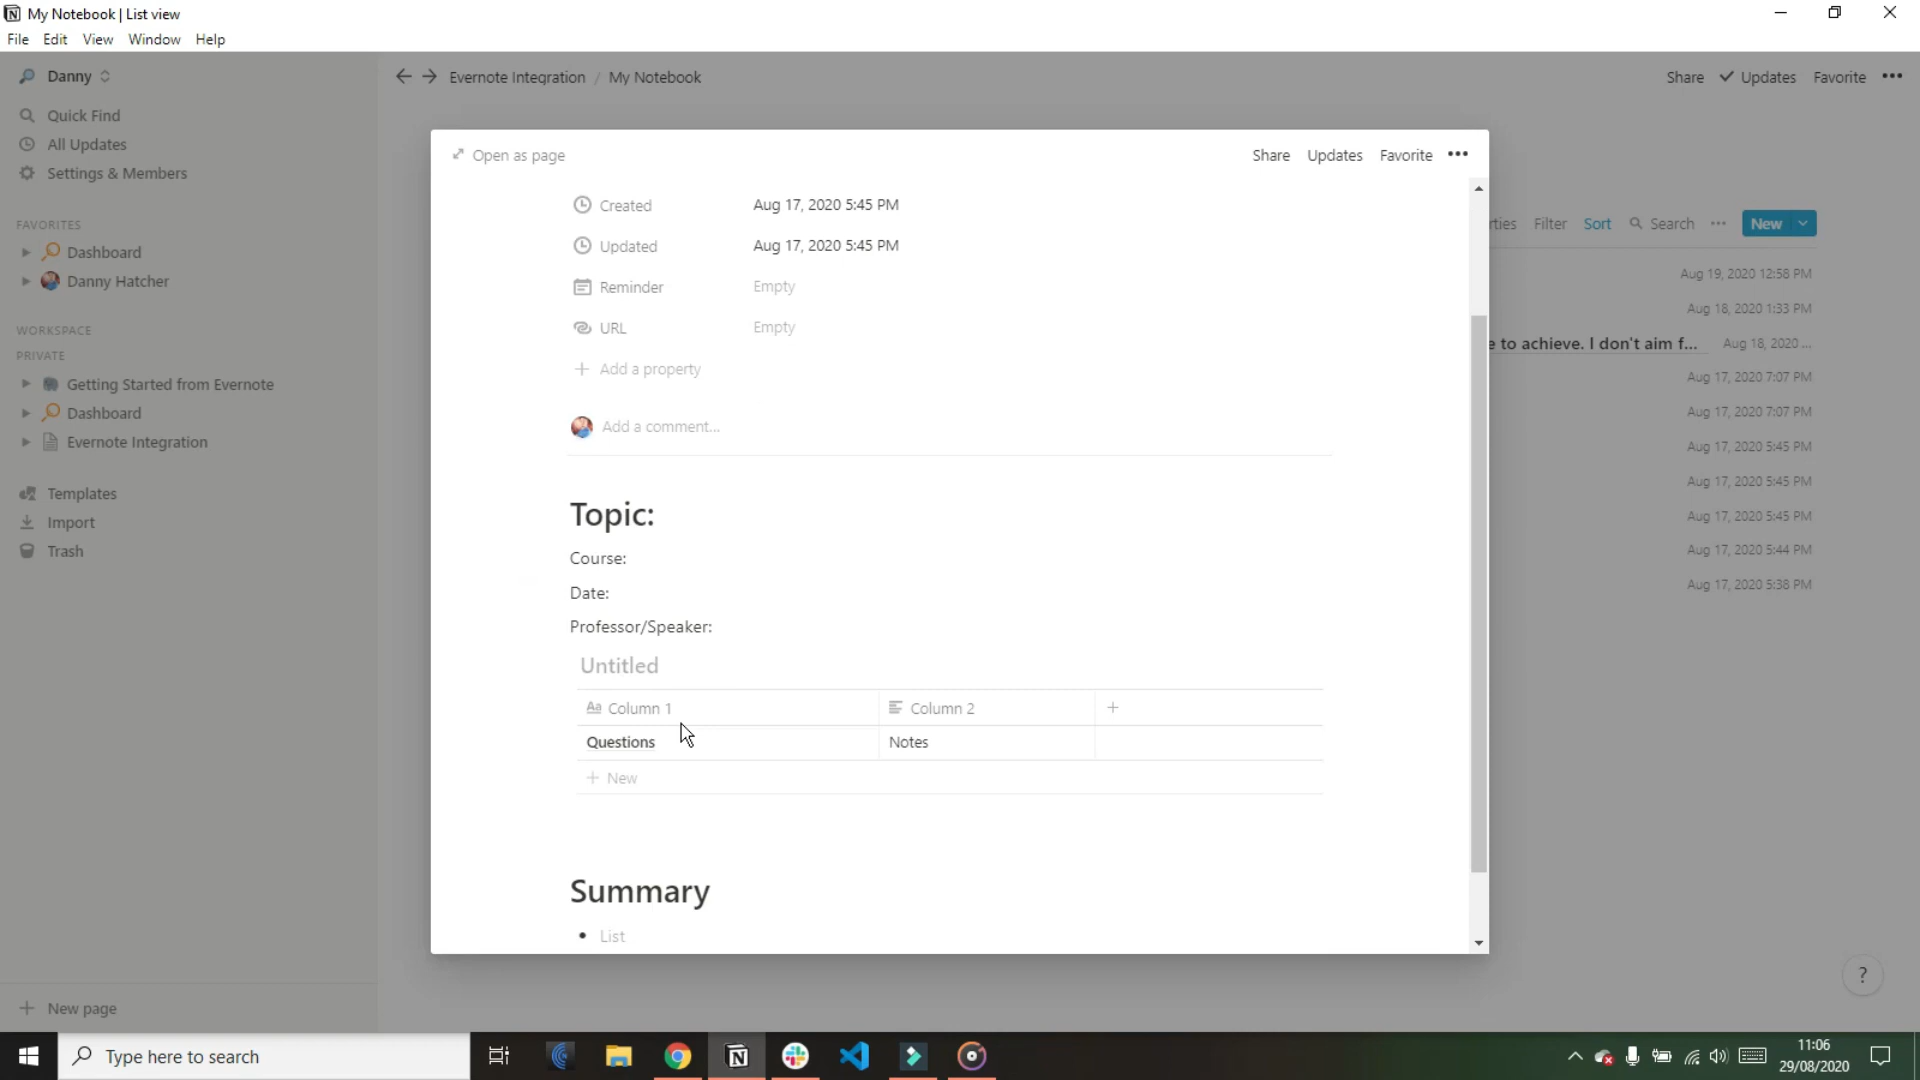 My Notebook | List view
File Edit View Window Help
Danny
Evernote Integration / My Notebook
Share Updates Favorite •••
Quick Find
All Updates
Settings & Members
FAVORITES
Dashboard
Danny Hatcher
WORKSPACE
PRIVATE
Getting Started from Evernote
Dashboard
Evernote Integration
Templates
Import
Trash
New page
Open as page
Share Updates Favorite •••
Created Aug 17, 2020 5:45 PM
Updated Aug 17, 2020 5:45 PM
Reminder Empty
URL Empty
+ Add a property
Add a comment...
Topic:
Course:
Date:
Professor/Speaker:
Untitled
Aa Column 1 Column 2 +
Questions Notes
+ New
Summary
• List
rties Filter Sort Search ••• New
Aug 19, 2020 12:58 PM
Aug 18, 2020 1:33 PM
e to achieve. I don't aim f... Aug 18, 2020 ...
Aug 17, 2020 7:07 PM
Aug 17, 2020 7:07 PM
Aug 17, 2020 5:45 PM
Aug 17, 2020 5:45 PM
Aug 17, 2020 5:45 PM
Aug 17, 2020 5:44 PM
Aug 17, 2020 5:38 PM
?
Type here to search
11:06
29/08/2020